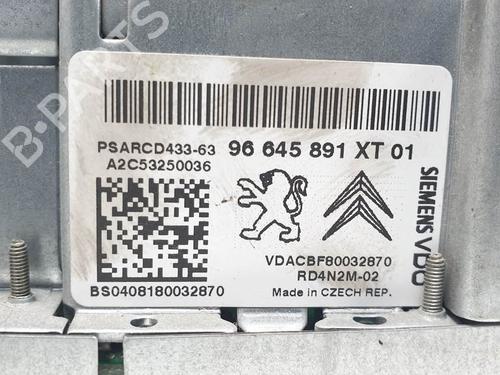 PSARCD433-63 96 645 891 XT 01
A2C53250036
SIEMENS VDO
VDACBF80032870
RD4N2M-02
BS0408180032870 Made in CZECH REP.
B-PARTS